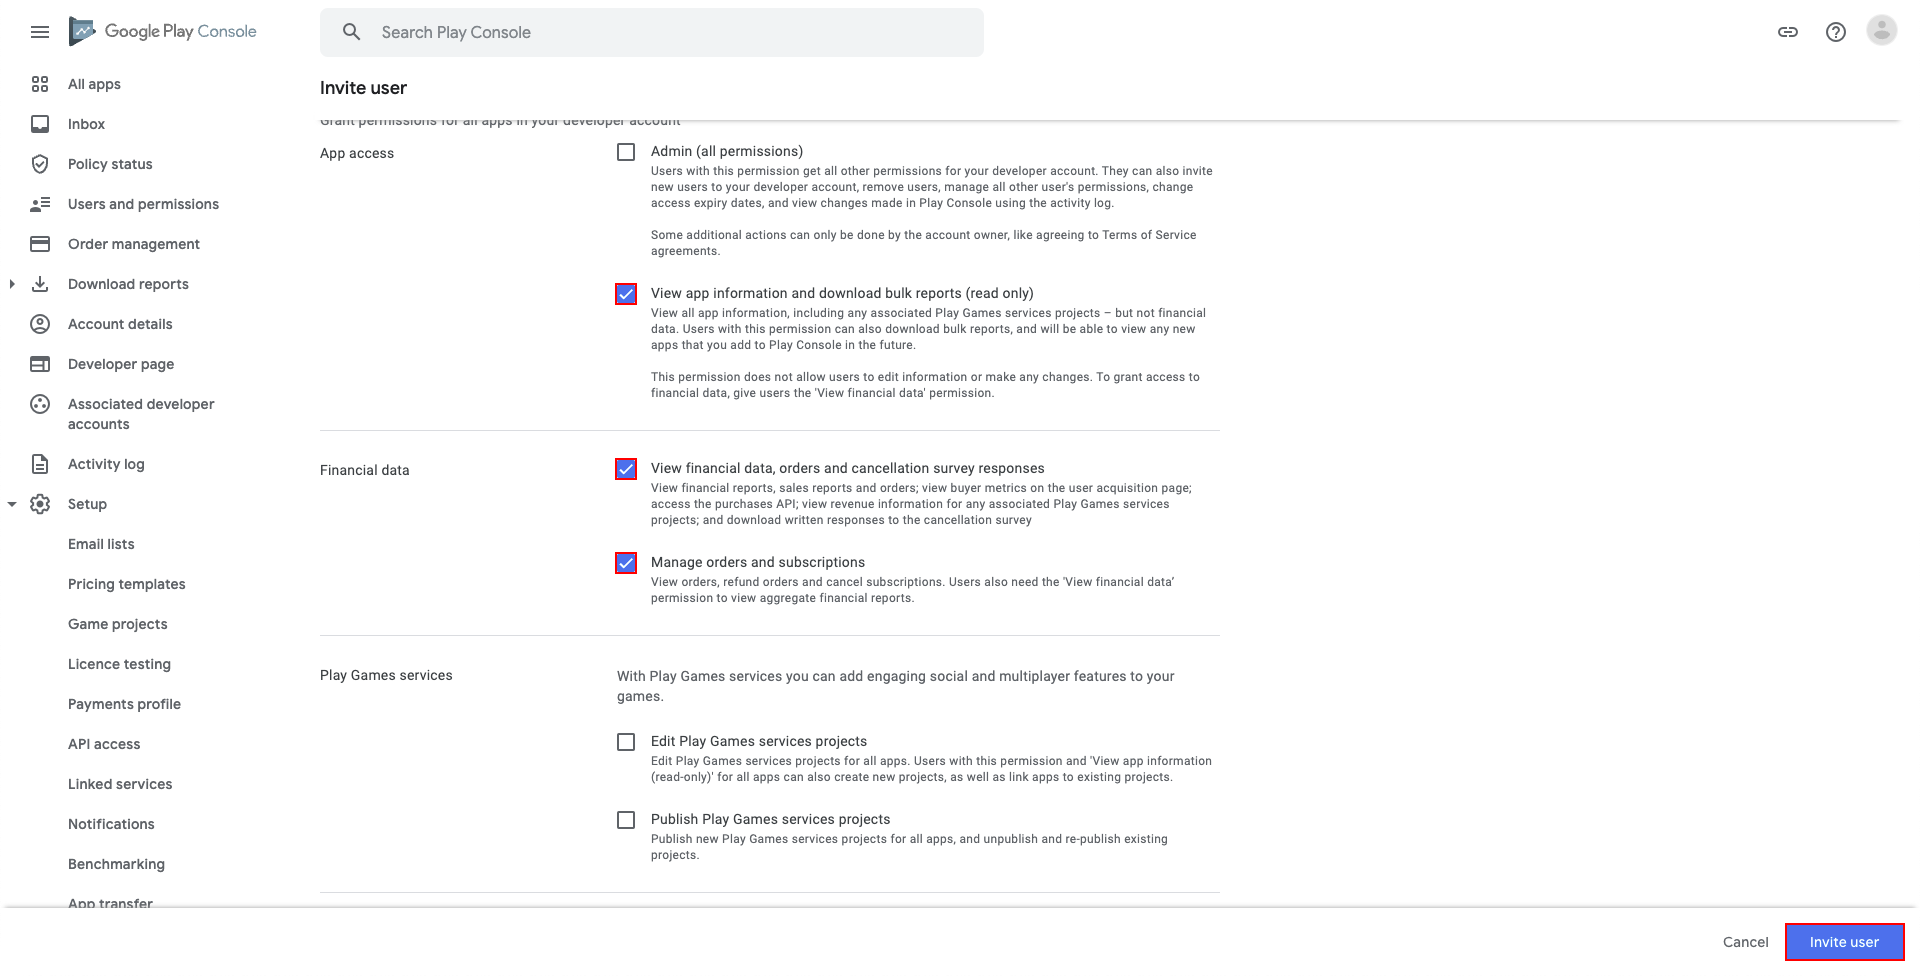 Google Play Console
Search Play Console
All apps
Inbox
Policy status
Users and permissions
Order management
Download reports
Account details
Developer page
Associated developer
accounts
Activity log
Setup
Email lists
Pricing templates
Game projects
Licence testing
Payments profile
API access
Linked services
Notifications
Benchmarking
App transfer
Invite user
Grant permissions for all apps in your developer account
App access
Admin (all permissions)
Users with this permission get all other permissions for your developer account. They can also invite
new users to your developer account, remove users, manage all other user's permissions, change
access expiry dates, and view changes made in Play Console using the activity log.
Some additional actions can only be done by the account owner, like agreeing to Terms of Service
agreements.
View app information and download bulk reports (read only)
View all app information, including any associated Play Games services projects – but not financial
data. Users with this permission can also download bulk reports, and will be able to view any new
apps that you add to Play Console in the future.
This permission does not allow users to edit information or make any changes. To grant access to
financial data, give users the 'View financial data' permission.
Financial data
View financial data, orders and cancellation survey responses
View financial reports, sales reports and orders; view buyer metrics on the user acquisition page;
access the purchases API; view revenue information for any associated Play Games services
projects; and download written responses to the cancellation survey
Manage orders and subscriptions
View orders, refund orders and cancel subscriptions. Users also need the 'View financial data'
permission to view aggregate financial reports.
Play Games services
With Play Games services you can add engaging social and multiplayer features to your
games.
Edit Play Games services projects
Edit Play Games services projects for all apps. Users with this permission and 'View app information
(read-only)' for all apps can also create new projects, as well as link apps to existing projects.
Publish Play Games services projects
Publish new Play Games services projects for all apps, and unpublish and re-publish existing
projects.
Cancel
Invite user